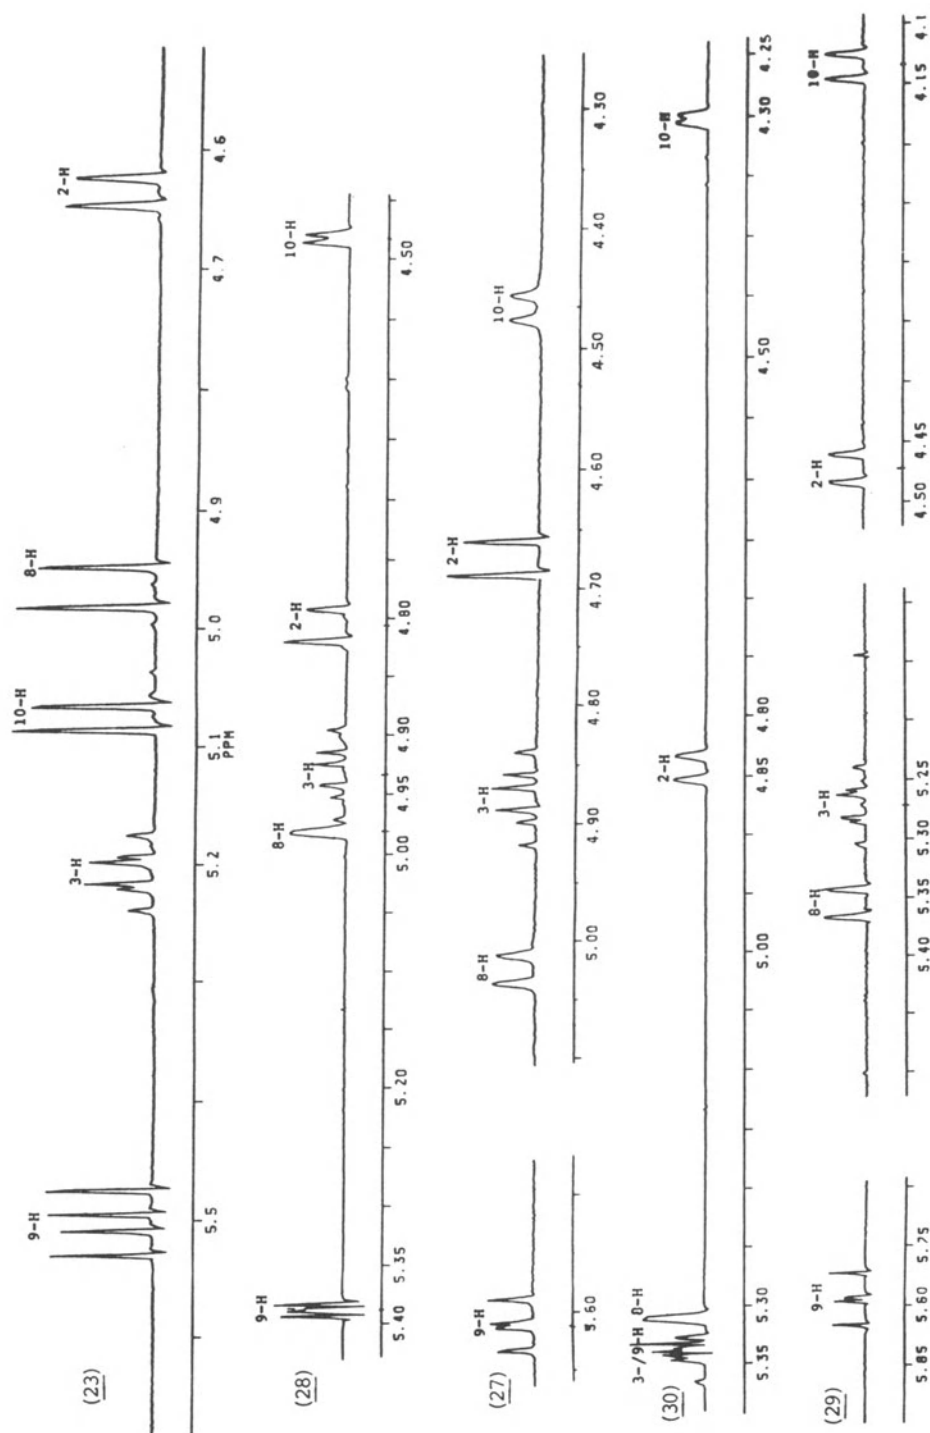 (23) 9-H 3-H 10-H 8-H 2-H
5.5 5.2 5.1 5.0 4.9 4.7 4.6
PPM
(28) 9-H 8-H 3-H 2-H 10-H
5.40 5.35 5.20 5.00 4.95 4.90 4.80 4.50
(27) 9-H 8-H 3-H 2-H 10-H
5.60 5.00 4.90 4.80 4.70 4.60 4.50 4.40 4.30
(30) 3-/9-H 8-H 2-H 10-H
5.35 5.30 5.00 4.85 4.80 4.50 4.30 4.25
(29) 9-H 8-H 3-H 2-H 10-H
5.85 5.60 5.75 5.40 5.35 5.30 5.25 4.50 4.45 4.15 4.1